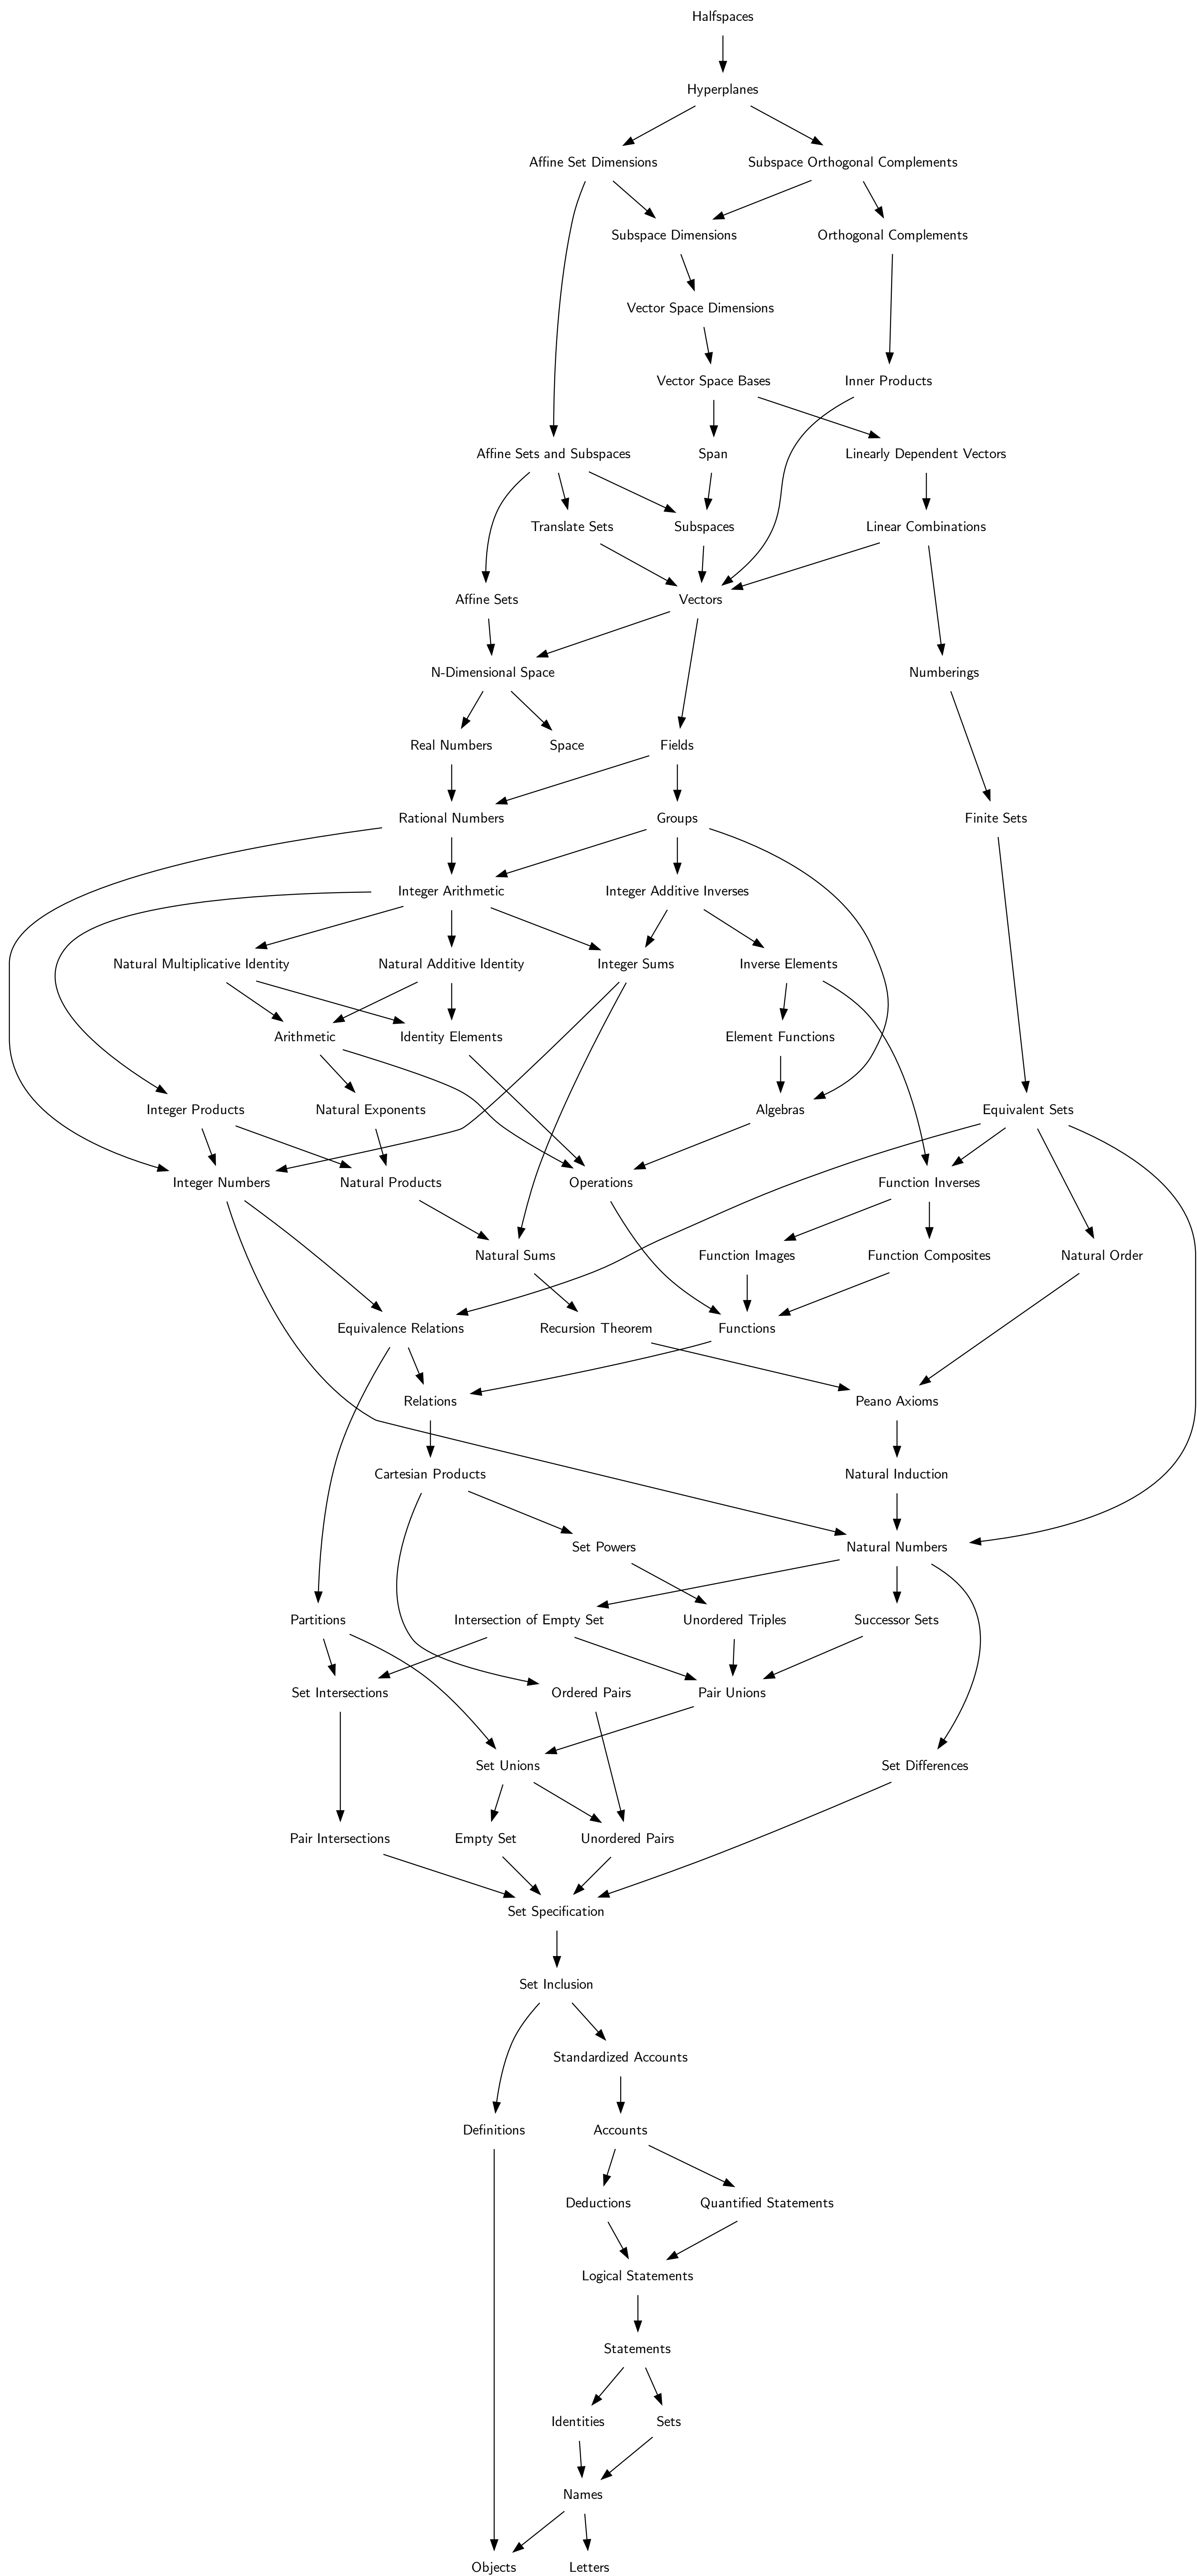 Halfspaces
Hyperplanes
Affine Set Dimensions
Subspace Orthogonal Complements
Subspace Dimensions
Orthogonal Complements
Vector Space Dimensions
Vector Space Bases
Inner Products
Affine Sets and Subspaces
Span
Linearly Dependent Vectors
Translate Sets
Subspaces
Linear Combinations
Affine Sets
Vectors
N-Dimensional Space
Numberings
Real Numbers
Space
Fields
Rational Numbers
Groups
Finite Sets
Integer Arithmetic
Integer Additive Inverses
Natural Multiplicative Identity
Natural Additive Identity
Integer Sums
Inverse Elements
Arithmetic
Identity Elements
Element Functions
Integer Products
Natural Exponents
Algebras
Equivalent Sets
Integer Numbers
Natural Products
Operations
Function Inverses
Natural Sums
Function Images
Function Composites
Natural Order
Equivalence Relations
Recursion Theorem
Functions
Relations
Peano Axioms
Cartesian Products
Natural Induction
Set Powers
Natural Numbers
Partitions
Intersection of Empty Set
Unordered Triples
Successor Sets
Set Intersections
Ordered Pairs
Pair Unions
Set Unions
Set Differences
Pair Intersections
Empty Set
Unordered Pairs
Set Specification
Set Inclusion
Standardized Accounts
Definitions
Accounts
Deductions
Quantified Statements
Logical Statements
Statements
Identities
Sets
Names
Objects
Letters